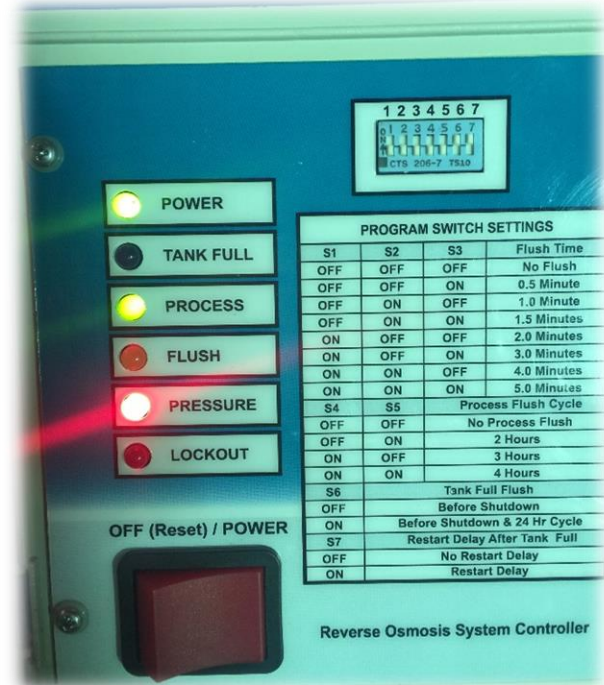 1 2 3 4 5 6 7
1 2 3 4 5 6 7
CTS 206-7 TS10
POWER
TANK FULL
PROCESS
FLUSH
PRESSURE
LOCKOUT
OFF (Reset) / POWER
PROGRAM SWITCH SETTINGS
S1 S2 S3 Flush Time
OFF OFF OFF No Flush
OFF OFF ON 0.5 Minute
OFF ON OFF 1.0 Minute
OFF ON ON 1.5 Minutes
ON OFF OFF 2.0 Minutes
ON OFF ON 3.0 Minutes
ON ON OFF 4.0 Minutes
ON ON ON 5.0 Minutes
S4 S5 Process Flush Cycle
OFF OFF No Process Flush
OFF ON 2 Hours
ON OFF 3 Hours
ON ON 4 Hours
S6 Tank Full Flush
OFF Before Shutdown
ON Before Shutdown & 24 Hr Cycle
S7 Restart Delay After Tank Full
OFF No Restart Delay
ON Restart Delay
Reverse Osmosis System Controller